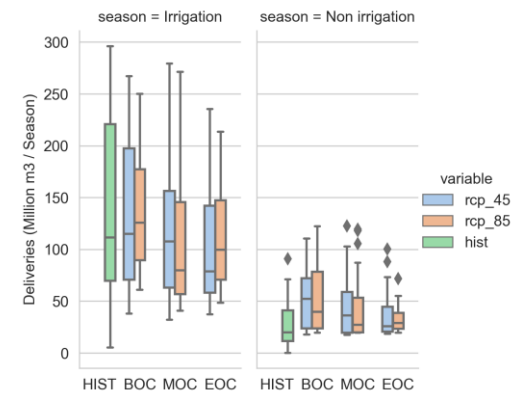 season = Irrigation
season = Non irrigation
Deliveries (Million m3 / Season)
300
250
200
150
100
50
0
HIST BOC MOC EOC
HIST BOC MOC EOC
variable
rcp_45
rcp_85
hist